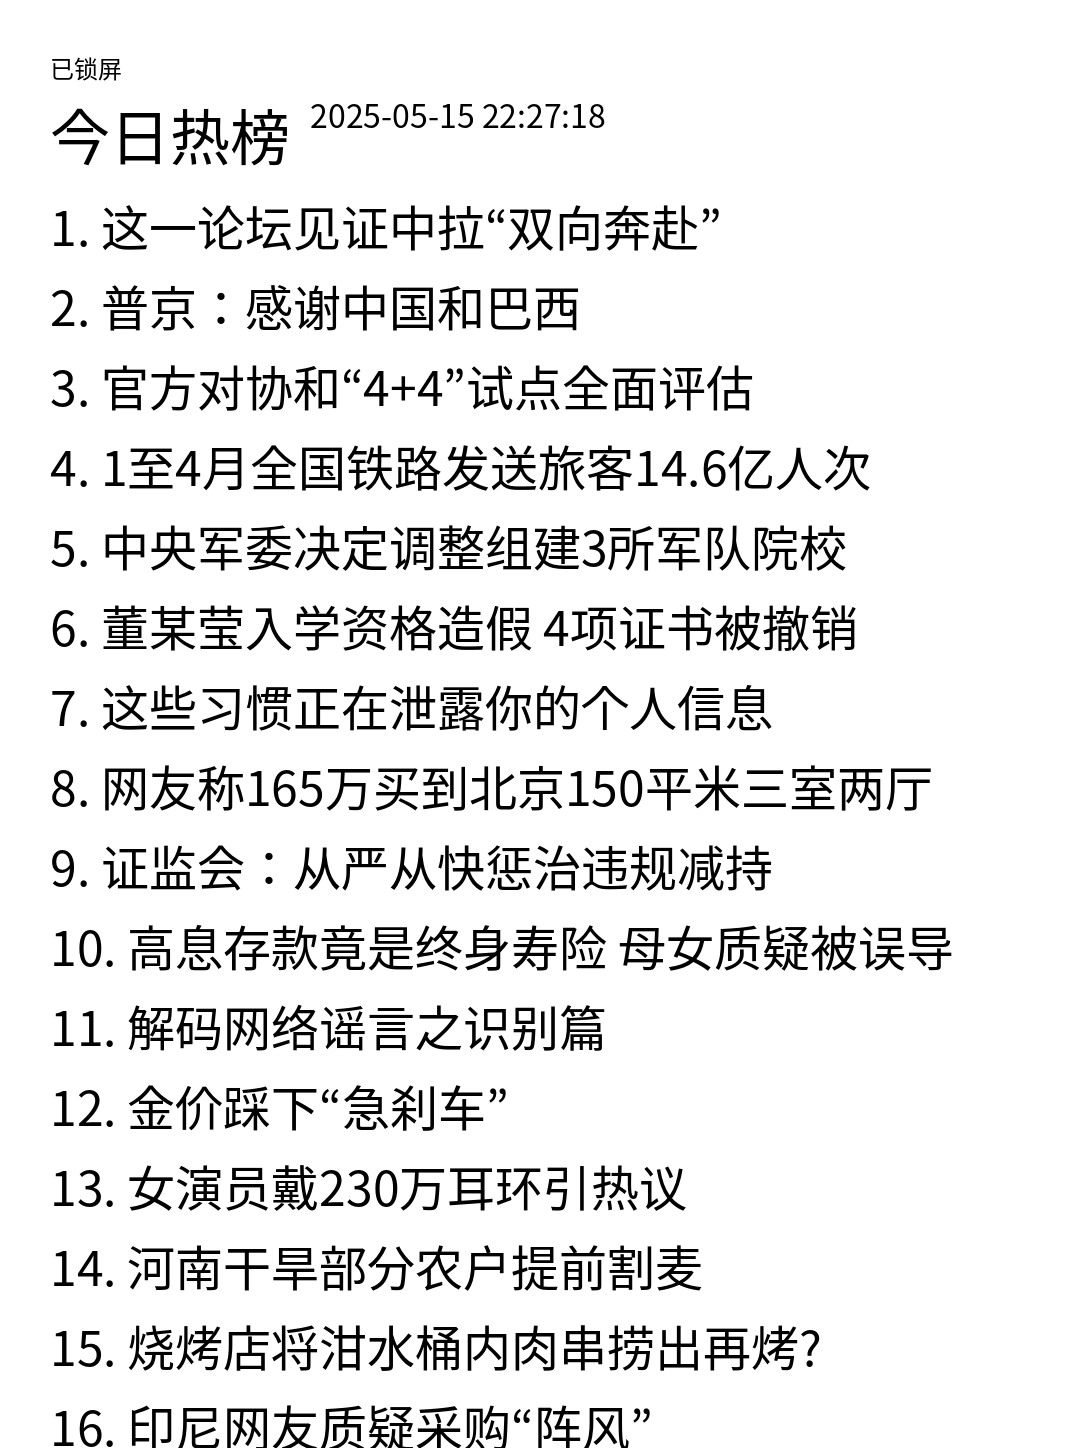 已锁屏
今日热榜 2025-05-15 22:27:18
1. 这一论坛见证中拉“双向奔赴”
2. 普京：感谢中国和巴西
3. 官方对协和“4+4”试点全面评估
4. 1至4月全国铁路发送旅客14.6亿人次
5. 中央军委决定调整组建3所军队院校
6. 董某莹入学资格造假 4项证书被撤销
7. 这些习惯正在泄露你的个人信息
8. 网友称165万买到北京150平米三室两厅
9. 证监会：从严从快惩治违规减持
10. 高息存款竟是终身寿险 母女质疑被误导
11. 解码网络谣言之识别篇
12. 金价踩下“急刹车”
13. 女演员戴230万耳环引热议
14. 河南干旱部分农户提前割麦
15. 烧烤店将泔水桶内肉串捞出再烤?
16. 印尼网友质疑采购“阵风”